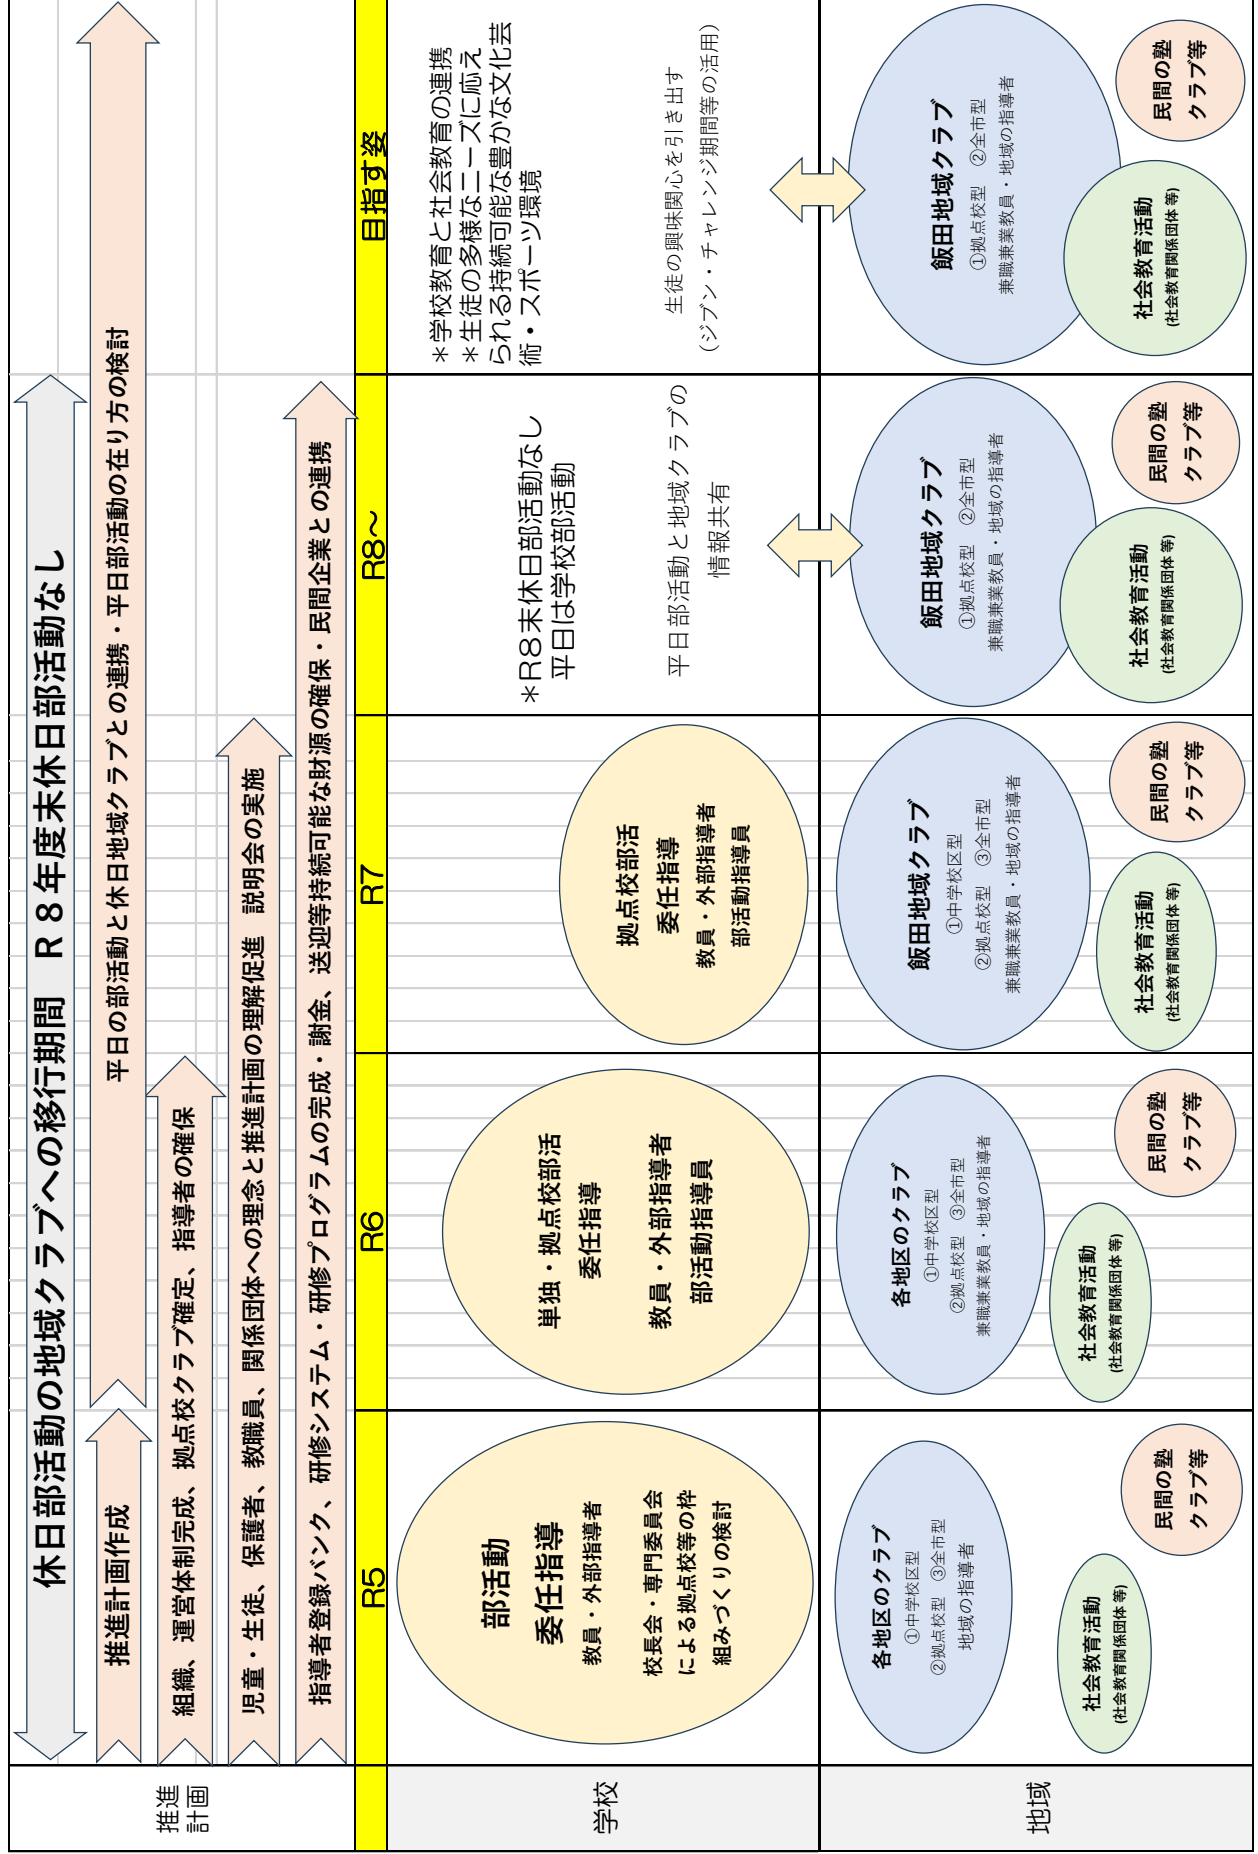 推進
計画
休日部活動の地域クラブへの移行期間　R８年度末休日部活動なし
推進計画作成
平日の部活動と休日地域クラブとの連携・平日部活動の在り方の検討
組織、運営体制完成、拠点校クラブ確定、指導者の確保
児童・生徒、保護者、教職員、関係団体への理念と推進計画の理解促進　説明会の実施
指導者登録バンク、研修システム・研修プログラムの完成・謝金、送迎等持続可能な財源の確保・民間企業との連携
R5
R6
R7
R8～
目指す姿
学校
部活動
委任指導
教員・外部指導者
校長会・専門委員会
による拠点校等の枠
組みづくりの検討
単独・拠点校部活
委任指導
教員・外部指導者
部活動指導員
拠点校部活
委任指導
教員・外部指導者
部活動指導員
＊R８末休日部活動なし
平日は学校部活動
平日部活動と地域クラブの
情報共有
＊学校教育と社会教育の連携
＊生徒の多様なニーズに応え
られる持続可能な豊かな文化芸
術・スポーツ環境
生徒の興味関心を引き出す
（ジブン・チャレンジ期間等の活用）
地域
各地区のクラブ
①中学校区型
②拠点校型　③全市型
地域の指導者
社会教育活動
(社会教育関係団体等)
民間の塾
クラブ等
各地区のクラブ
①中学校区型
②拠点校型　③全市型
兼職兼業教員・地域の指導者
社会教育活動
(社会教育関係団体等)
民間の塾
クラブ等
飯田地域クラブ
①中学校区型
②拠点校型　③全市型
兼職兼業教員・地域の指導者
社会教育活動
(社会教育関係団体等)
民間の塾
クラブ等
飯田地域クラブ
①拠点校型　②全市型
兼職兼業教員・地域の指導者
社会教育活動
(社会教育関係団体等)
民間の塾
クラブ等
飯田地域クラブ
①拠点校型　②全市型
兼職兼業教員・地域の指導者
社会教育活動
(社会教育関係団体等)
民間の塾
クラブ等